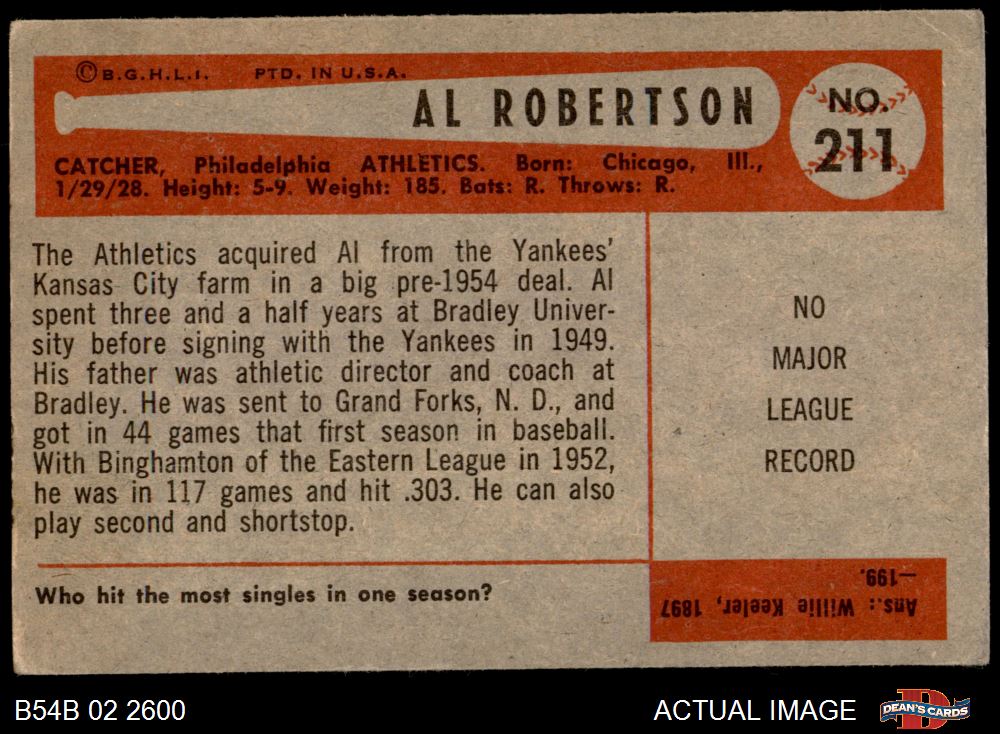 ©B.G.H.L.I. PTD. IN U.S.A.
AL ROBERTSON
NO.
211
CATCHER, Philadelphia ATHLETICS. Born: Chicago, Ill.,
1/29/28. Height: 5-9. Weight: 185. Bats: R. Throws: R.
The Athletics acquired Al from the Yankees'
Kansas City farm in a big pre-1954 deal. Al
spent three and a half years at Bradley Univer-
sity before signing with the Yankees in 1949.
His father was athletic director and coach at
Bradley. He was sent to Grand Forks, N. D., and
got in 44 games that first season in baseball.
With Binghamton of the Eastern League in 1952,
he was in 117 games and hit .303. He can also
play second and shortstop.
NO
MAJOR
LEAGUE
RECORD
Who hit the most singles in one season?
Ans.: Willie Keeler, 1897
—199.
B54B 02 2600
ACTUAL IMAGE
D
DEAN'S CARDS